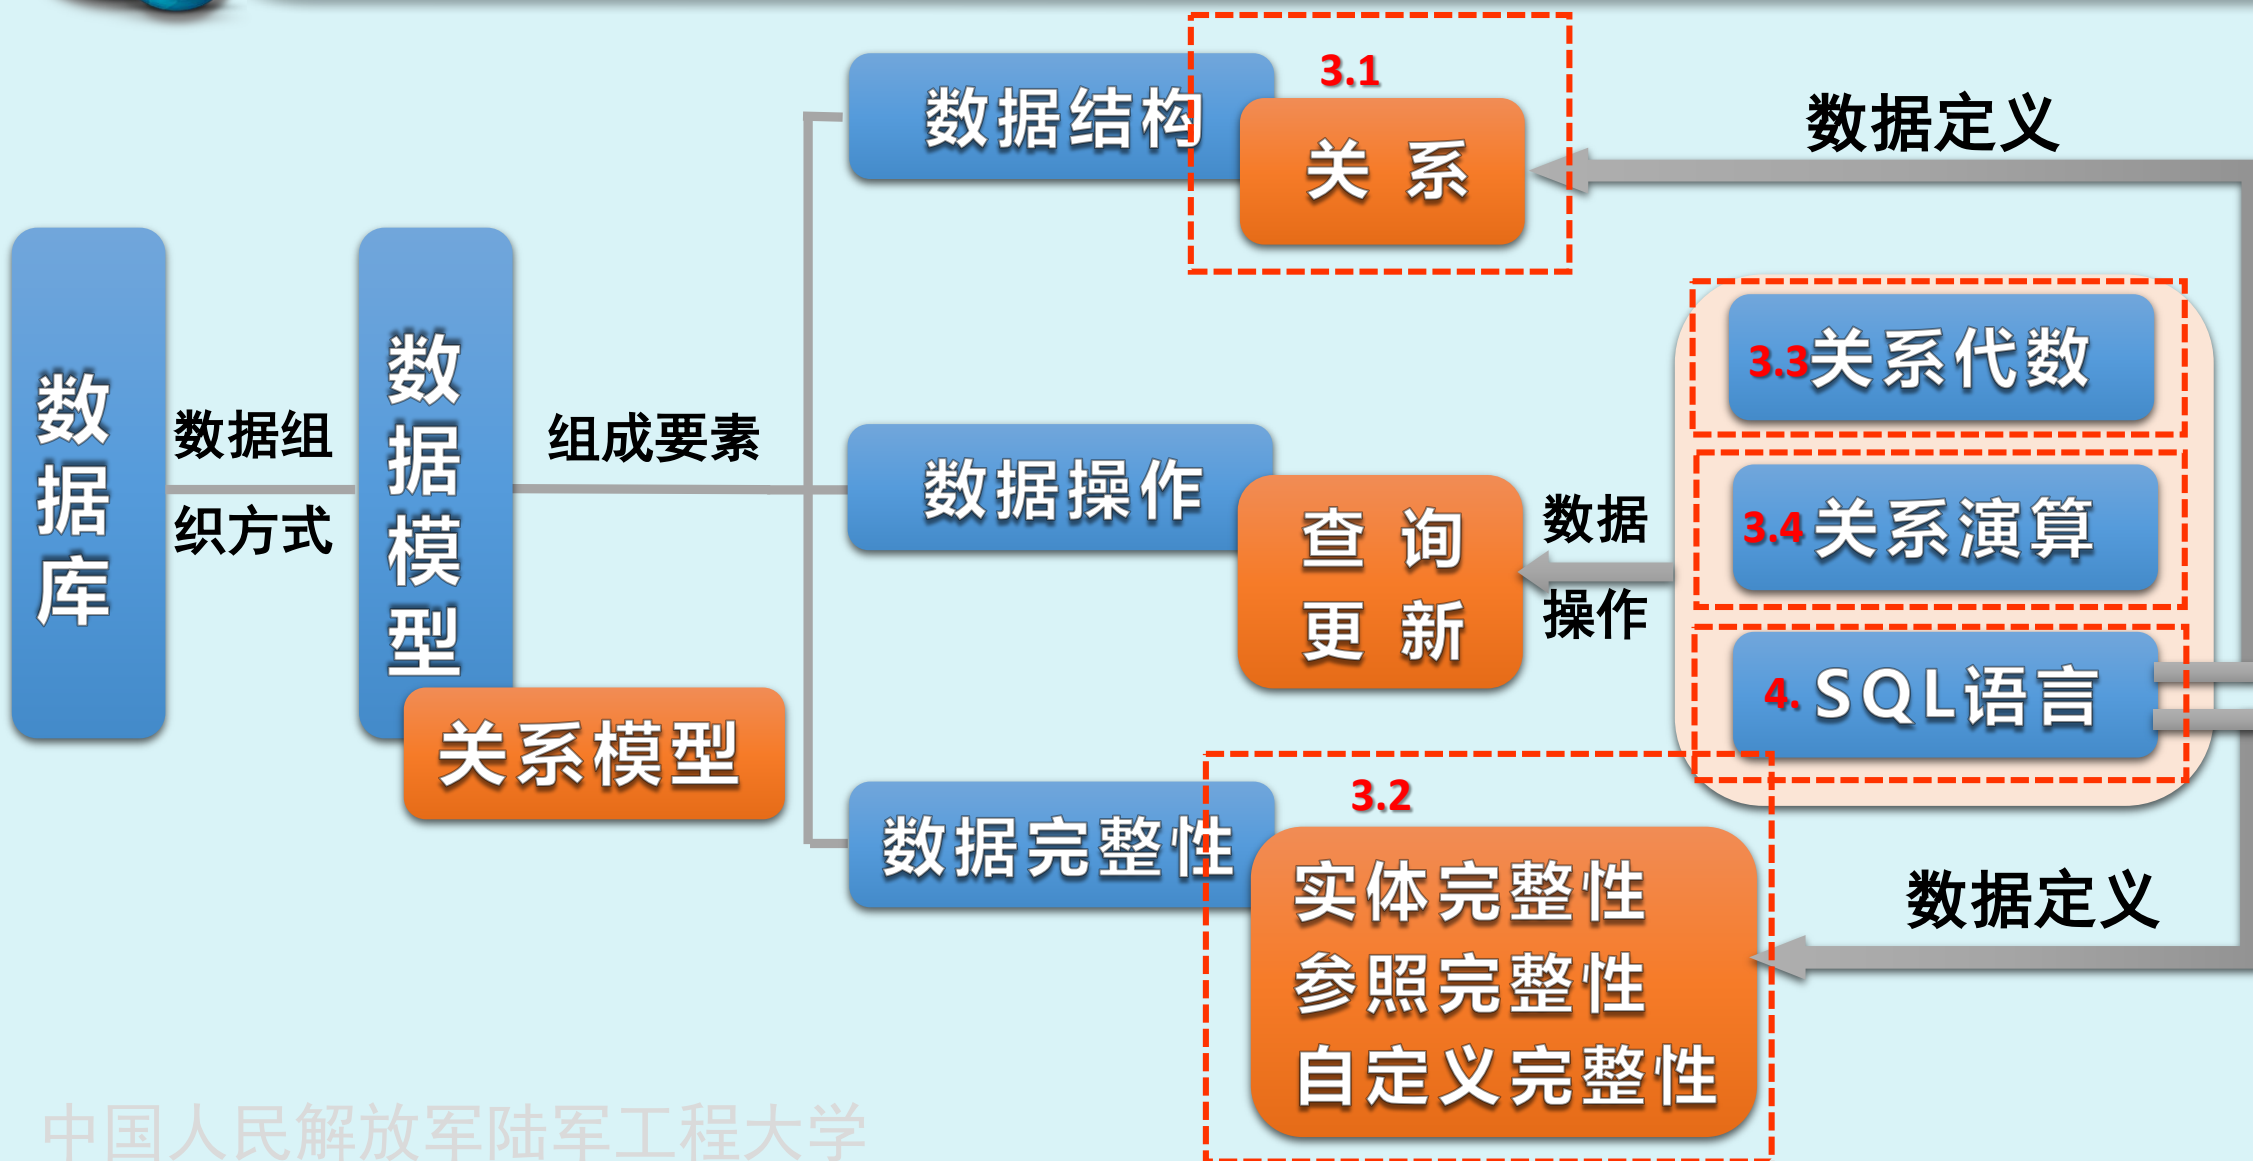 数据库
数据组
织方式
数据模型
关系模型
组成要素
数据结构
3.1
关 系
数据定义
数据操作
查 询
更 新
数据
操作
3.3关系代数
3.4 关系演算
4. SQL语言
数据完整性
3.2
实体完整性
参照完整性
自定义完整性
数据定义
中国人民解放军陆军工程大学